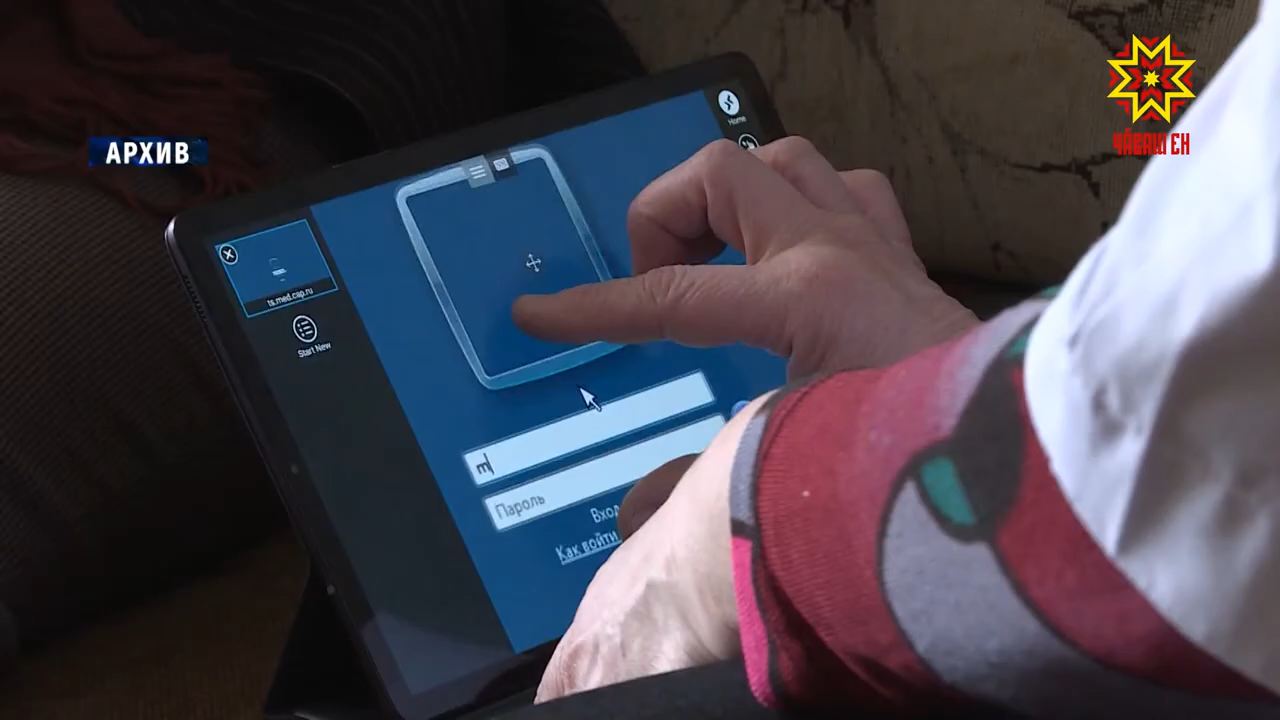 АРХИВ
ЧӐВАШ ЕН
Home
ts.med.cap.ru
Start New
m
Пароль
Вход
Как войти